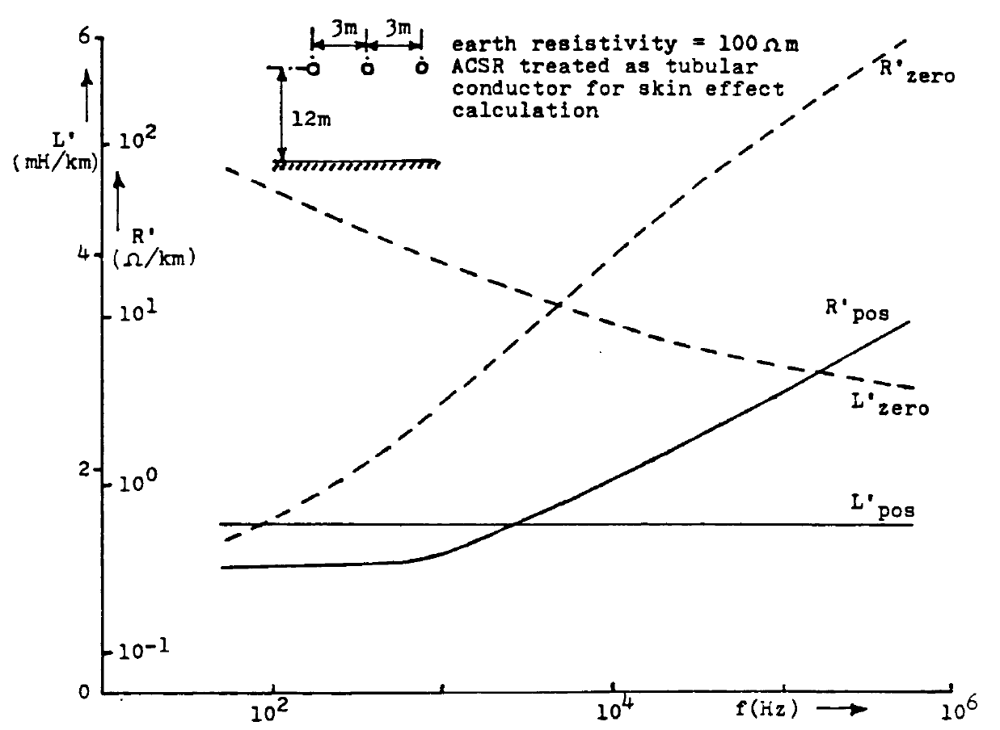 3m 3m
earth resistivity = 100 Ωm
ACSR treated as tubular
conductor for skin effect
calculation
12m
6
L'
(mH/km)
10²
R'
(Ω/km)
4
10¹
2
10⁰
10⁻¹
0
R'zero
R'pos
L'zero
L'pos
10² 10⁴ f(Hz) 10⁶